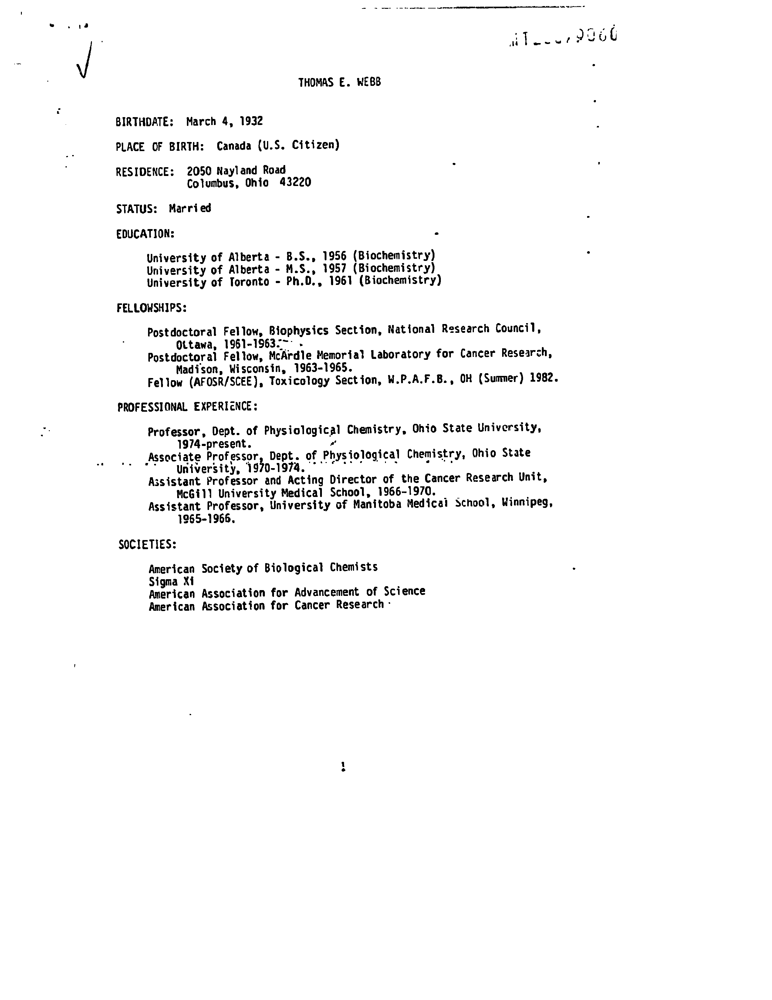 THOMAS E. WEBB
BIRTHDATE: March 4, 1932
PLACE OF BIRTH: Canada (U.S. Citizen)
RESIDENCE: 2050 Nayland Road
Columbus, Ohio 43220
STATUS: Married
EDUCATION:
University of Alberta - B.S., 1956 (Biochemistry)
University of Alberta - M.S., 1957 (Biochemistry)
University of Toronto - Ph.D., 1961 (Biochemistry)
FELLOWSHIPS:
Postdoctoral Fellow, Biophysics Section, National Research Council,
Ottawa, 1961-1963.
Postdoctoral Fellow, McArdle Memorial Laboratory for Cancer Research,
Madison, Wisconsin, 1963-1965.
Fellow (AFOSR/SCEE), Toxicology Section, W.P.A.F.B., OH (Summer) 1982.
PROFESSIONAL EXPERIENCE:
Professor, Dept. of Physiological Chemistry, Ohio State University,
1974-present.
Associate Professor, Dept. of Physiological Chemistry, Ohio State
University, 1970-1974.
Assistant Professor and Acting Director of the Cancer Research Unit,
McGill University Medical School, 1966-1970.
Assistant Professor, University of Manitoba Medical School, Winnipeg,
1965-1966.
SOCIETIES:
American Society of Biological Chemists
Sigma Xi
American Association for Advancement of Science
American Association for Cancer Research